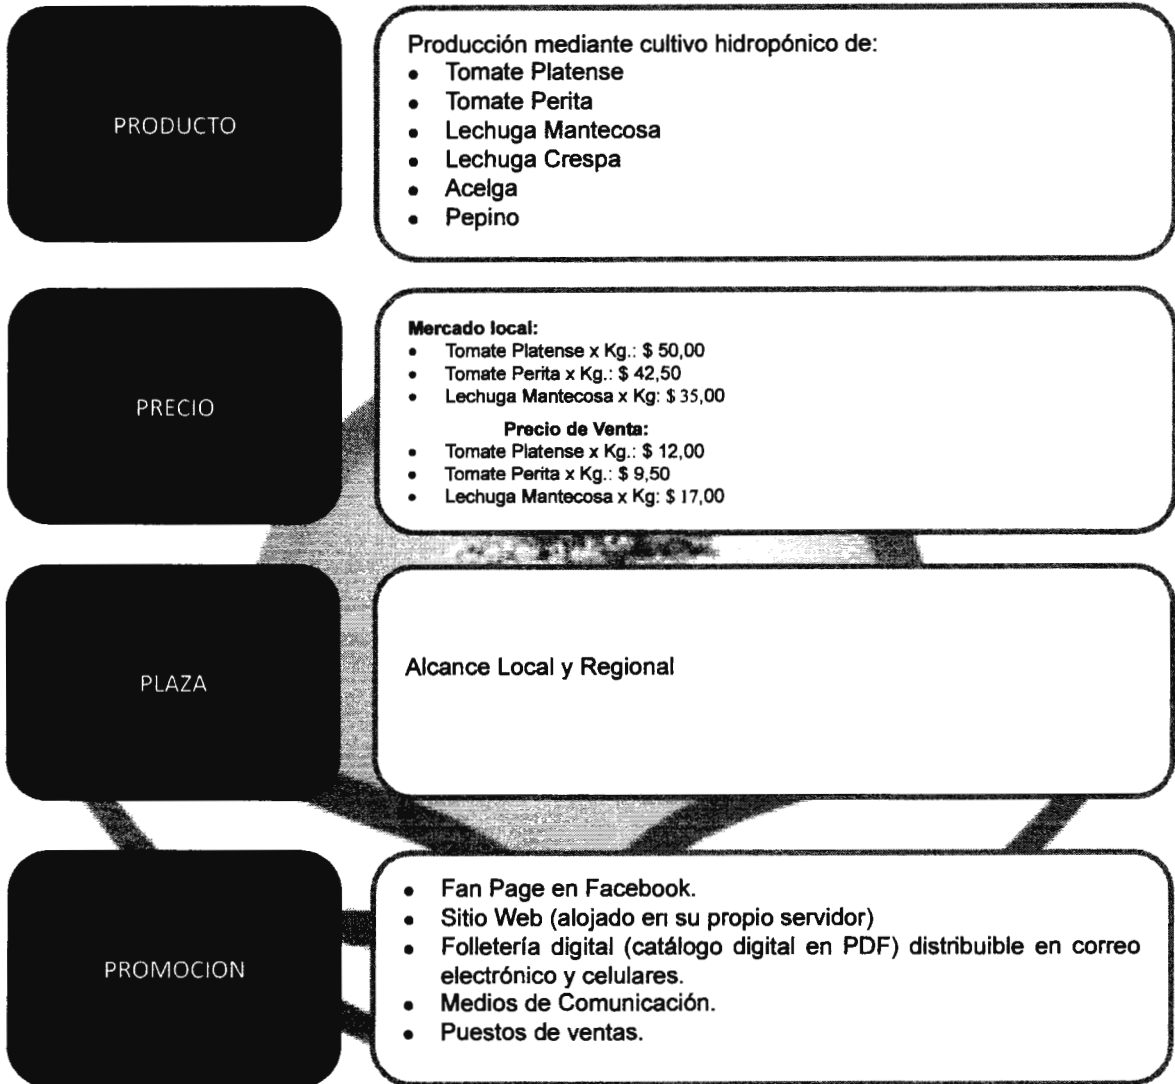 PRODUCTO
Producción mediante cultivo hidropónico de:
• Tomate Platense
• Tomate Perita
• Lechuga Mantecosa
• Lechuga Crespa
• Acelga
• Pepino
PRECIO
Mercado local:
• Tomate Platense x Kg.: $ 50,00
• Tomate Perita x Kg.: $ 42,50
• Lechuga Mantecosa x Kg: $ 35,00
Precio de Venta:
• Tomate Platense x Kg.: $ 12,00
• Tomate Perita x Kg.: $ 9,50
• Lechuga Mantecosa x Kg: $ 17,00
PLAZA
Alcance Local y Regional
PROMOCION
• Fan Page en Facebook.
• Sitio Web (alojado en su propio servidor)
• Folletería digital (catálogo digital en PDF) distribuible en correo
electrónico y celulares.
• Medios de Comunicación.
• Puestos de ventas.